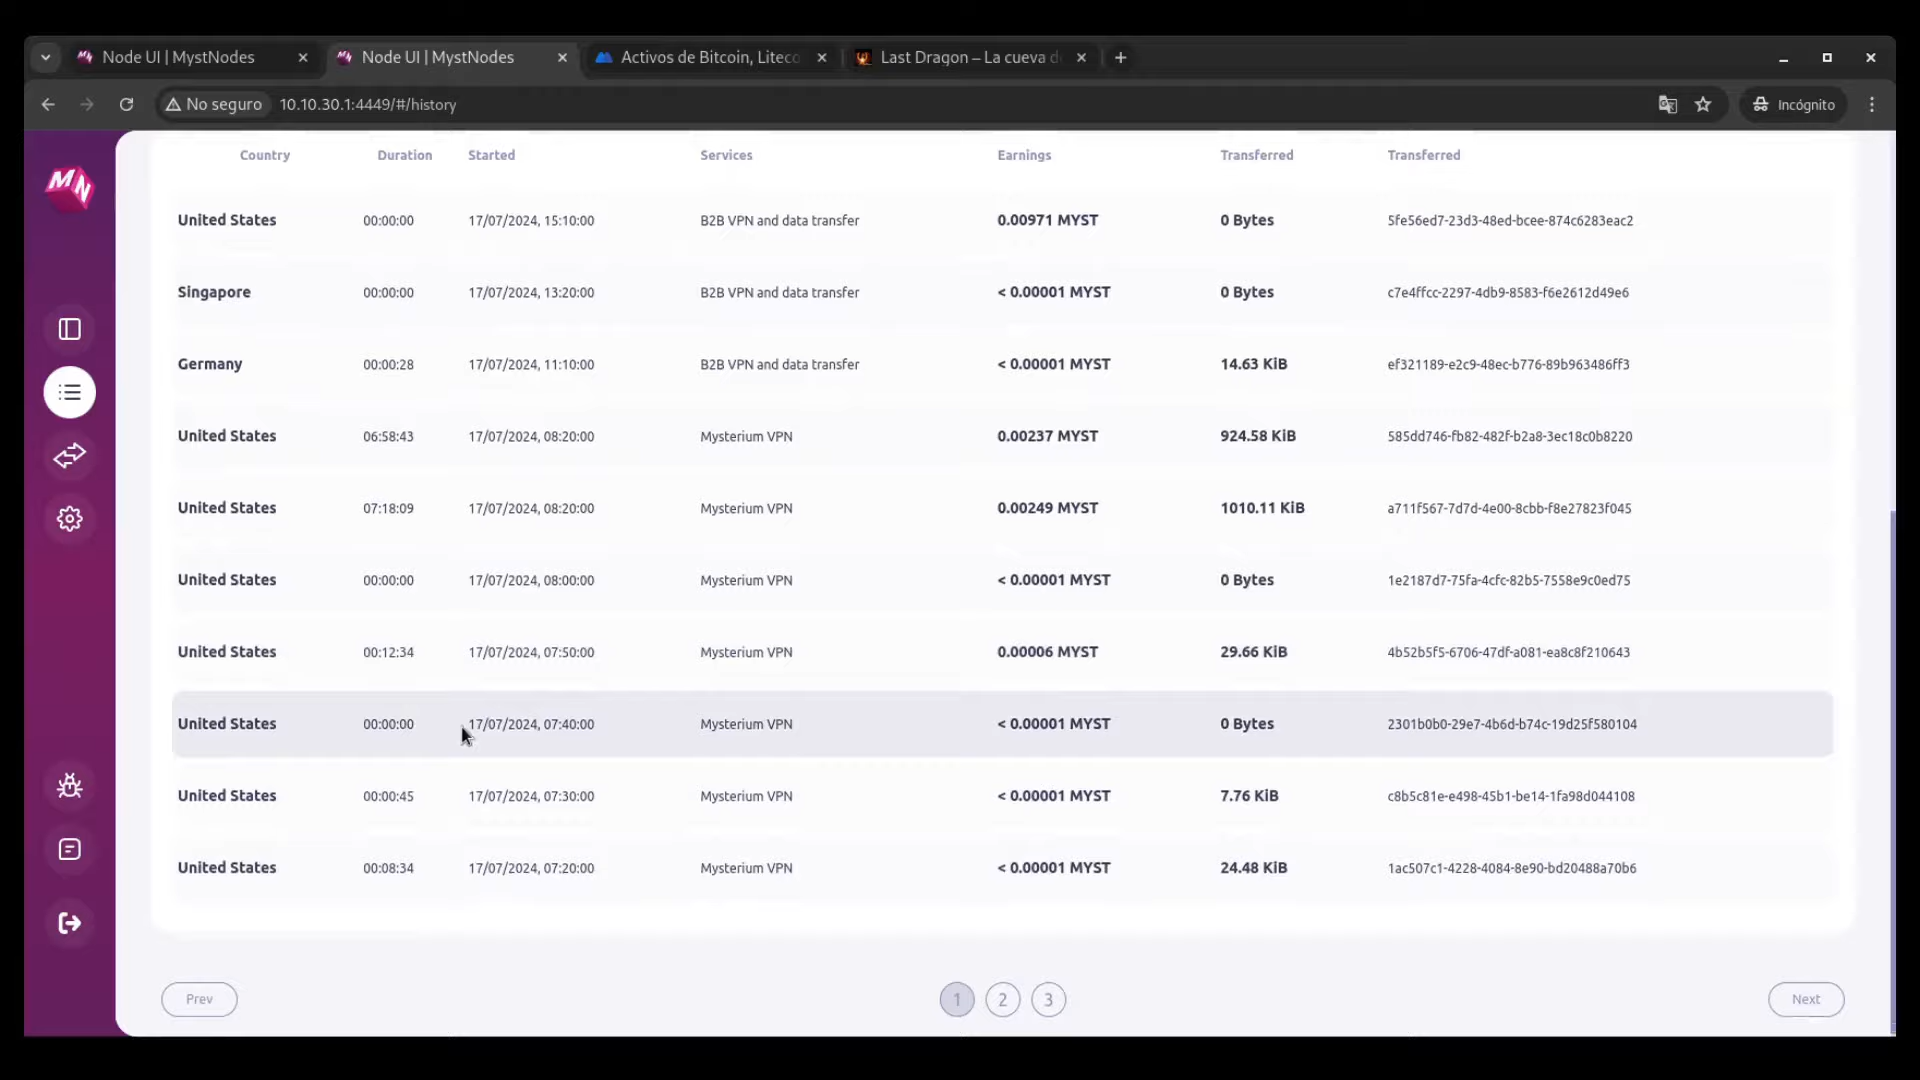 Node UI | MystNodes
Node UI | MystNodes
Activos de Bitcoin, Liteco
Last Dragon – La cueva d
No seguro
10.10.30.1:4449/#/history
Incógnito
MN
Country Duration Started Services Earnings Transferred Transferred
United States 00:00:00 17/07/2024, 15:10:00 B2B VPN and data transfer 0.00971 MYST 0 Bytes 5fe56ed7-23d3-48ed-bcee-874c6283eac2
Singapore 00:00:00 17/07/2024, 13:20:00 B2B VPN and data transfer < 0.00001 MYST 0 Bytes c7e4ffcc-2297-4db9-8583-f6e2612d49e6
Germany 00:00:28 17/07/2024, 11:10:00 B2B VPN and data transfer < 0.00001 MYST 14.63 KiB ef321189-e2c9-48ec-b776-89b963486ff3
United States 06:58:43 17/07/2024, 08:20:00 Mysterium VPN 0.00237 MYST 924.58 KiB 585dd746-fb82-482f-b2a8-3ec18c0b8220
United States 07:18:09 17/07/2024, 08:20:00 Mysterium VPN 0.00249 MYST 1010.11 KiB a711f567-7d7d-4e00-8cbb-f8e27823f045
United States 00:00:00 17/07/2024, 08:00:00 Mysterium VPN < 0.00001 MYST 0 Bytes 1e2187d7-75fa-4cfc-82b5-7558e9c0ed75
United States 00:12:34 17/07/2024, 07:50:00 Mysterium VPN 0.00006 MYST 29.66 KiB 4b52b5f5-6706-47df-a081-ea8c8f210643
United States 00:00:00 17/07/2024, 07:40:00 Mysterium VPN < 0.00001 MYST 0 Bytes 2301b0b0-29e7-4b6d-b74c-19d25f580104
United States 00:00:45 17/07/2024, 07:30:00 Mysterium VPN < 0.00001 MYST 7.76 KiB c8b5c81e-e498-45b1-be14-1fa98d044108
United States 00:08:34 17/07/2024, 07:20:00 Mysterium VPN < 0.00001 MYST 24.48 KiB 1ac507c1-4228-4084-8e90-bd20488a70b6
Prev 1 2 3 Next